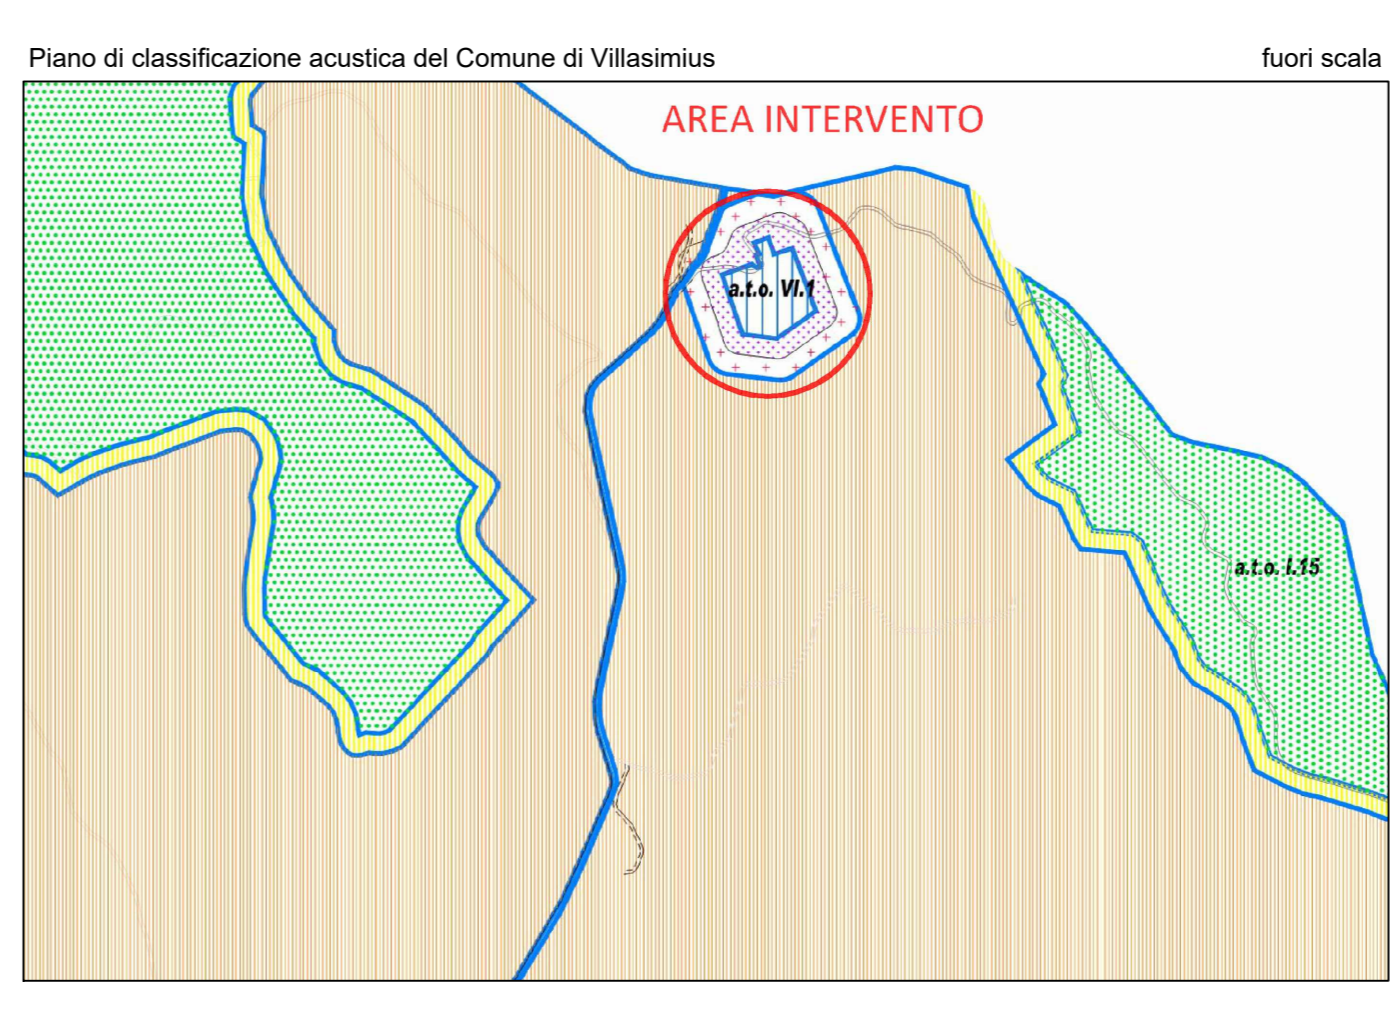 Piano di classificazione acustica del Comune di Villasimius
fuori scala
AREA INTERVENTO
a.t.o. VI.1
a.t.o. I.15